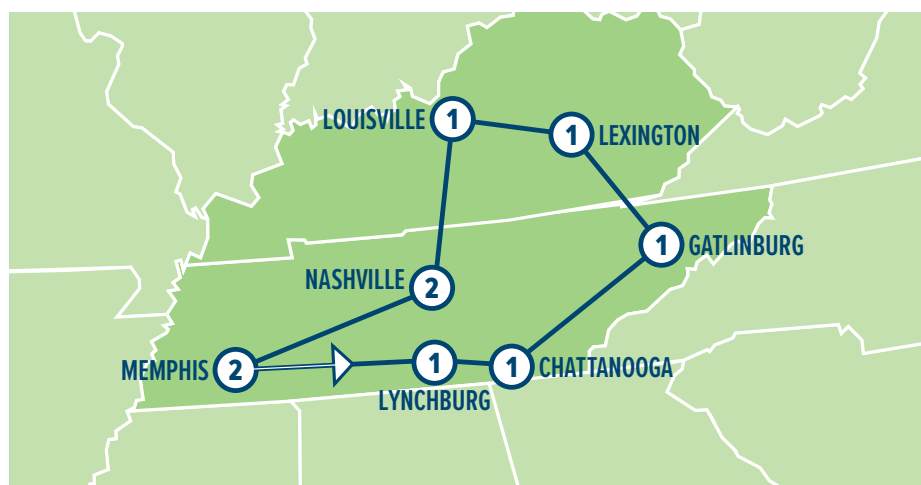 LOUISVILLE 1
1 LEXINGTON
1 GATLINBURG
NASHVILLE 2
MEMPHIS 2
1
LYNCHBURG
1 CHATTANOOGA